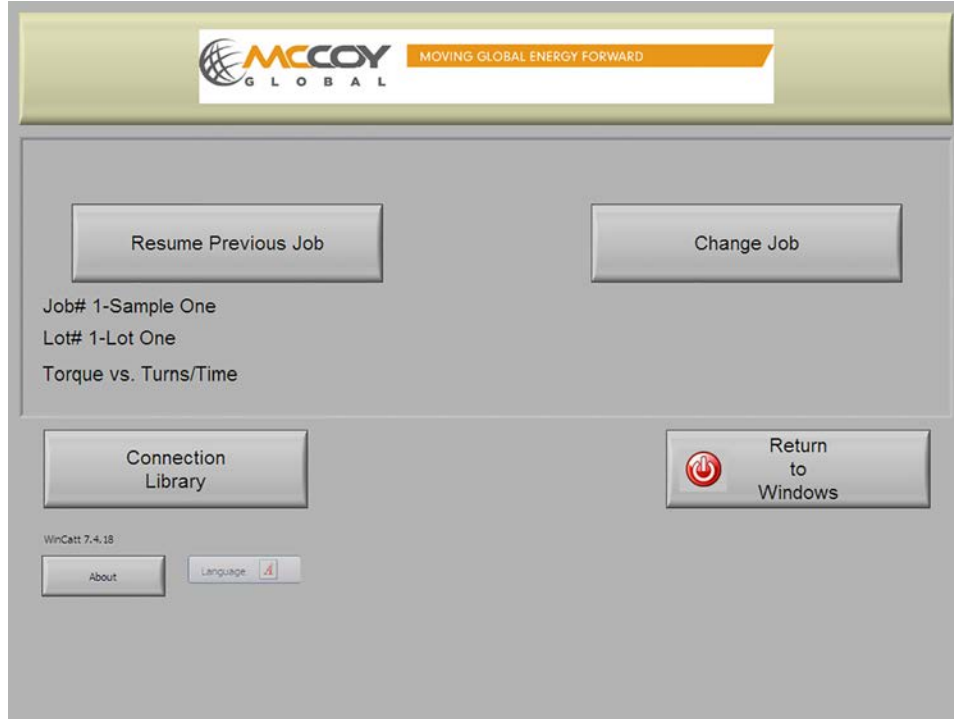 MCCOY
GLOBAL
MOVING GLOBAL ENERGY FORWARD
Resume Previous Job
Change Job
Job# 1-Sample One
Lot# 1-Lot One
Torque vs. Turns/Time
Connection
Library
Return
to
Windows
WinCatt 7.4.18
About
Language A